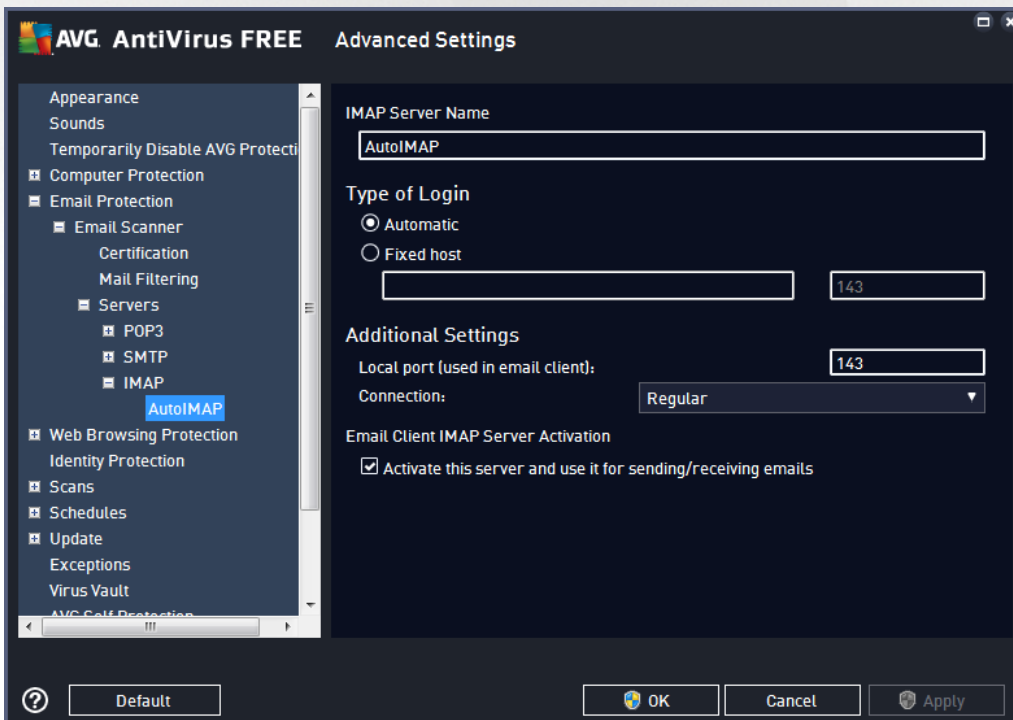 AVG. AntiVirus FREE Advanced Settings
Appearance
Sounds
Temporarily Disable AVG Protecti
Computer Protection
Email Protection
Email Scanner
Certification
Mail Filtering
Servers
POP3
SMTP
IMAP
AutoIMAP
Web Browsing Protection
Identity Protection
Scans
Schedules
Update
Exceptions
Virus Vault
AVG Self Protection
IMAP Server Name
AutoIMAP
Type of Login
Automatic
Fixed host
143
Additional Settings
Local port (used in email client): 143
Connection: Regular
Email Client IMAP Server Activation
Activate this server and use it for sending/receiving emails
? Default OK Cancel Apply